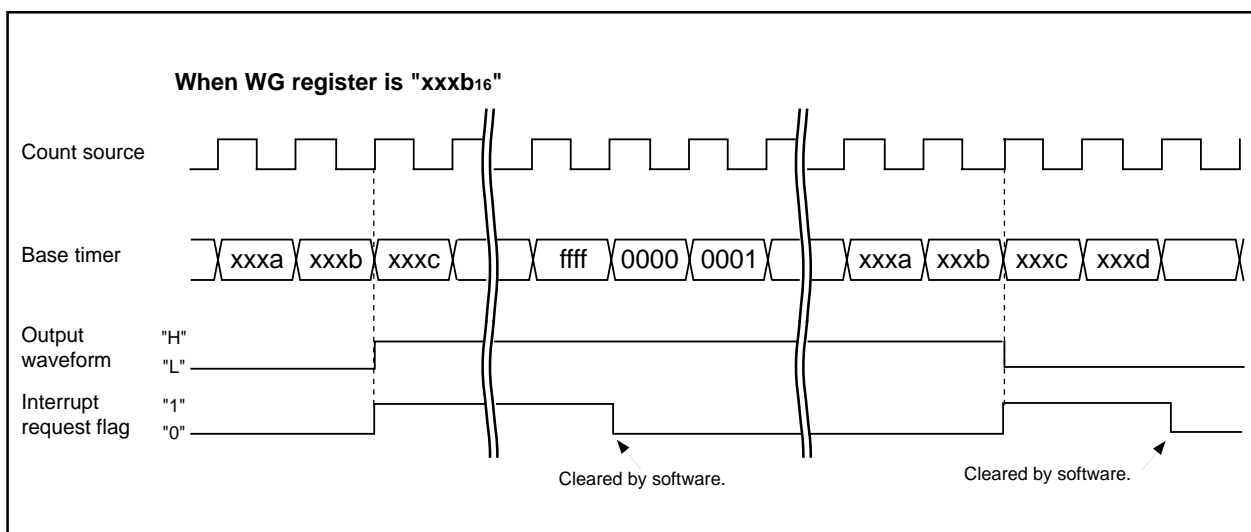 When WG register is "xxxb16"
Count source
Base timer
xxxa xxxb xxxc ffff 0000 0001 xxxa xxxb xxxc xxxd
Output
waveform
"H"
"L"
Interrupt
request flag
"1"
"0"
Cleared by software.
Cleared by software.